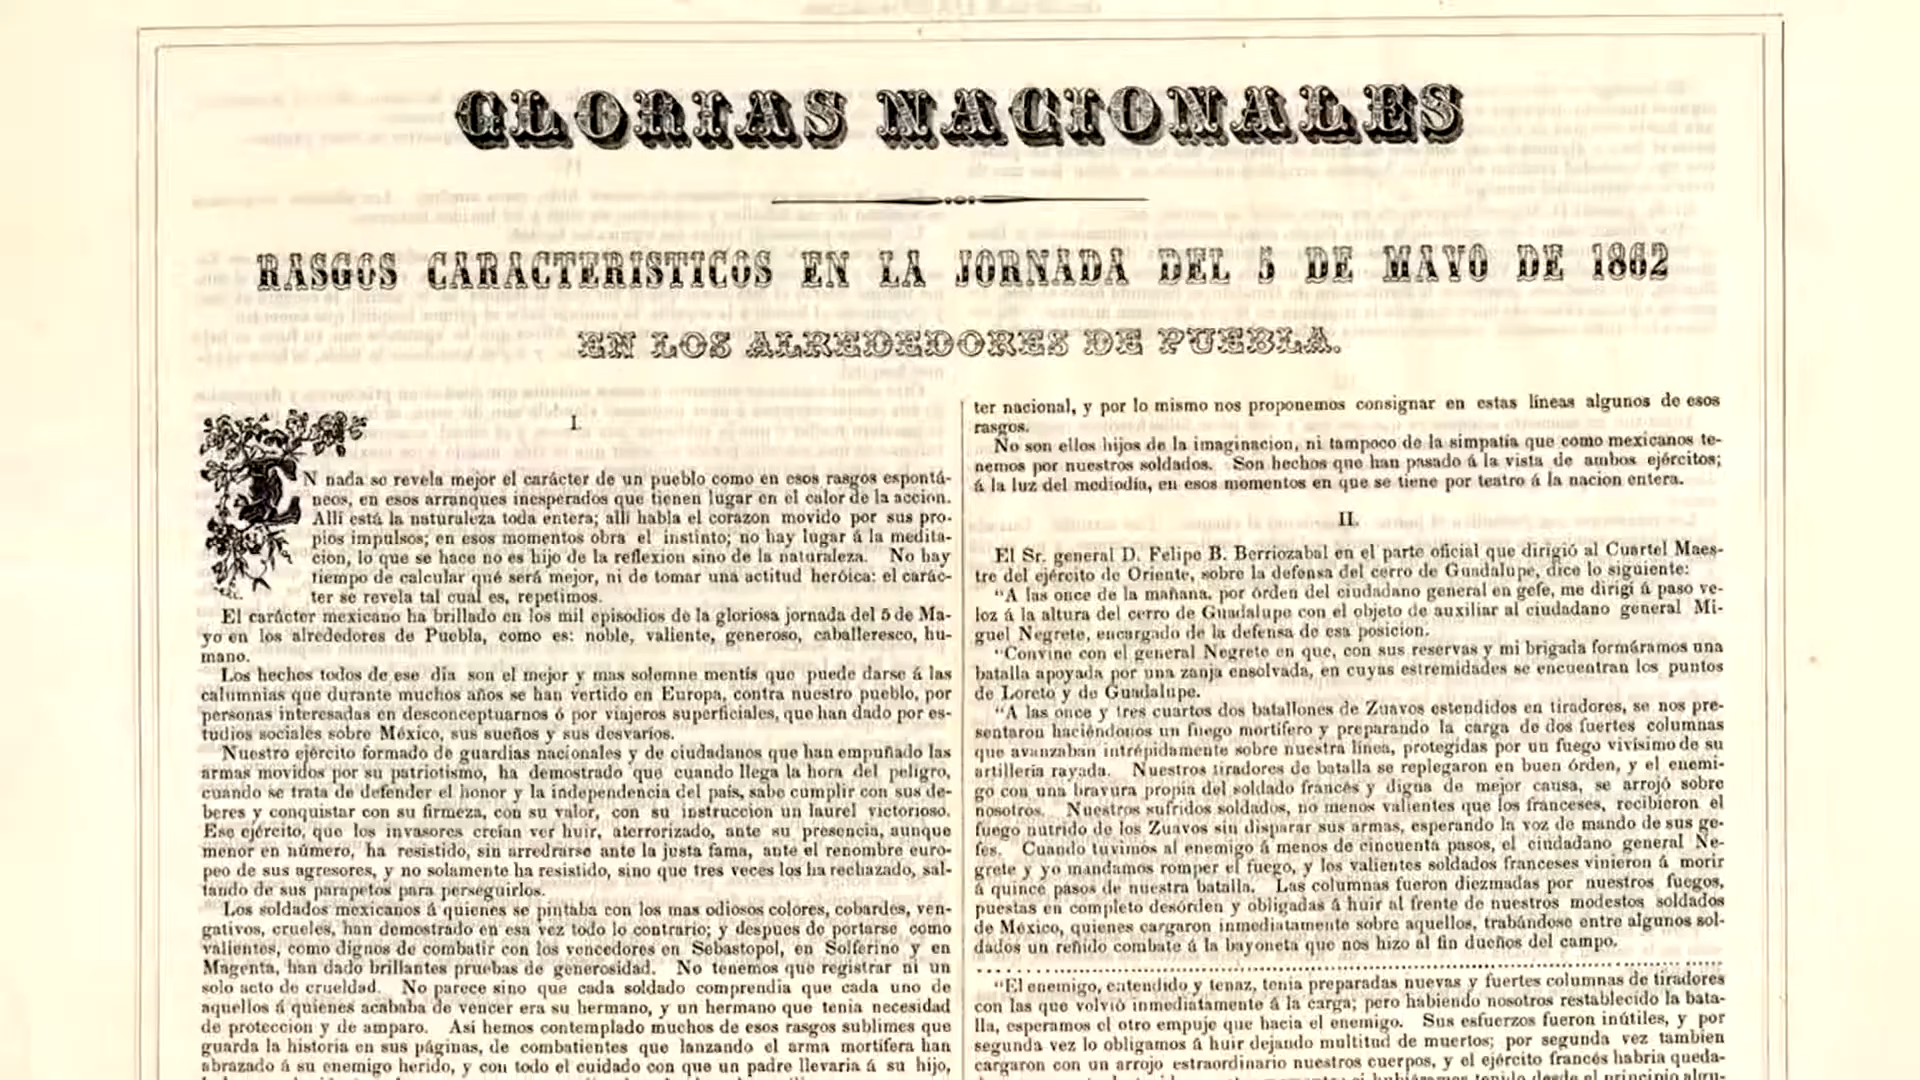 GLORIAS NACIONALES
RASGOS CARACTERISTICOS EN LA JORNADA DEL 5 DE MAYO DE 1862
EN LOS ALREDEDORES DE PUEBLA.
I.
EN nada se revela mejor el carácter de un pueblo como en esos rasgos espontá-
neos, en esos arranques inesperados que tienen lugar en el calor de la accion.
Allí está la naturaleza toda entera; allí habla el corazon movido por sus pro-
pios impulsos; en esos momentos obra el instinto; no hay lugar á la medita-
cion, lo que se hace no es hijo de la reflexion sino de la naturaleza. No hay
tiempo de calcular qué será mejor, ni de tomar una actitud heróica: el carác-
ter se revela tal cual es, repetimos.
El carácter mexicano ha brillado en los mil episodios de la gloriosa jornada del 5 de Ma-
yo en los alrededores de Puebla, como es: noble, valiente, generoso, caballeresco, hu-
mano.
Los hechos todos de ese dia son el mejor y mas solemne mentís que puede darse á las
calumnias que durante muchos años se han vertido en Europa, contra nuestro pueblo, por
personas interesadas en desconceptuarnos ó por viajeros superficiales, que han dado por es-
tudios sociales sobre México, sus sueños y sus desvarios.
Nuestro ejército formado de guardias nacionales y de ciudadanos que han empuñado las
armas movidos por su patriotismo, ha demostrado que cuando llega la hora del peligro,
cuando se trata de defender el honor y la independencia del país, sabe cumplir con sus de-
beres y conquistar con su firmeza, con su valor, con su instruccion un laurel victorioso.
Ese ejército, que los invasores creían ver huir, aterrorizado, ante su presencia, aunque
menor en número, ha resistido, sin arredrarse ante la justa fama, ante el renombre euro-
peo de sus agresores, y no solamente ha resistido, sino que tres veces los ha rechazado, sal-
tando de sus parapetos para perseguirlos.
Los soldados mexicanos á quienes se pintaba con los mas odiosos colores, cobardes, ven-
gativos, crueles, han demostrado en esa vez todo lo contrario; y despues de portarse como
valientes, como dignos de combatir con los vencedores en Sebastopol, en Solferino y en
Magenta, han dado brillantes pruebas de generosidad. No tenemos que registrar ni un
solo acto de crueldad. No parece sino que cada soldado comprendia que cada uno de
aquellos á quienes acababa de vencer era su hermano, y un hermano que tenia necesidad
de proteccion y de amparo. Así hemos contemplado muchos de esos rasgos sublimes que
guarda la historia en sus páginas, de combatientes que lanzando el arma mortífera han
abrazado á su enemigo herido, y con todo el cuidado con que un padre llevaria á su hijo,
ter nacional, y por lo mismo nos proponemos consignar en estas líneas algunos de esos
rasgos.
No son ellos hijos de la imaginacion, ni tampoco de la simpatía que como mexicanos te-
nemos por nuestros soldados. Son hechos que han pasado á la vista de ambos ejércitos;
á la luz del mediodía, en esos momentos en que se tiene por teatro á la nacion entera.
II.
El Sr. general D. Felipe B. Berriozabal en el parte oficial que dirigió al Cuartel Maes-
tre del ejército de Oriente, sobre la defensa del cerro de Guadalupe, dice lo siguiente:
"A las once de la mañana, por órden del ciudadano general en gefe, me dirigí á paso ve-
loz á la altura del cerro de Guadalupe con el objeto de auxiliar al ciudadano general Mi-
guel Negrete, encargado de la defensa de esa posicion.
"Convine con el general Negrete en que, con sus reservas y mi brigada formáramos una
batalla apoyada por una zanja ensolvada, en cuyas estremidades se encuentran los puntos
de Loreto y de Guadalupe.
"A las once y tres cuartos dos batallones de Zuavos estendidos en tiradores, se nos pre-
sentaron haciéndonos un fuego mortífero y preparando la carga de dos fuertes columnas
que avanzaban intrépidamente sobre nuestra línea, protegidas por un fuego vivísimo de su
artillería rayada. Nuestros tiradores de batalla se replegaron en buen órden, y el enemi-
go con una bravura propia del soldado francés y digna de mejor causa, se arrojó sobre
nosotros. Nuestros sufridos soldados, no menos valientes que los franceses, recibieron el
fuego nutrido de los Zuavos sin disparar sus armas, esperando la voz de mando de sus ge-
fes. Cuando tuvimos al enemigo á menos de cincuenta pasos, el ciudadano general Ne-
grete y yo mandamos romper el fuego, y los valientes soldados franceses vinieron á morir
á quince pasos de nuestra batalla. Las columnas fueron diezmadas por nuestros fuegos,
puestas en completo desórden y obligadas á huir al frente de nuestros modestos soldados
de México, quienes cargaron inmediatamente sobre aquellos, trabándose entre algunos sol-
dados un reñido combate á la bayoneta que nos hizo al fin dueños del campo.
"El enemigo, entendido y tenaz, tenia preparadas nuevas y fuertes columnas de tiradores
con las que volvió inmediatamente á la carga; pero habiendo nosotros restablecido la bata-
lla, esperamos el otro empuje que hacia el enemigo. Sus esfuerzos fueron inútiles, y por
segunda vez lo obligamos á huir dejando multitud de muertos; por segunda vez tambien
cargaron con un arrojo estraordinario nuestros cuerpos, y el ejército francés habria queda-